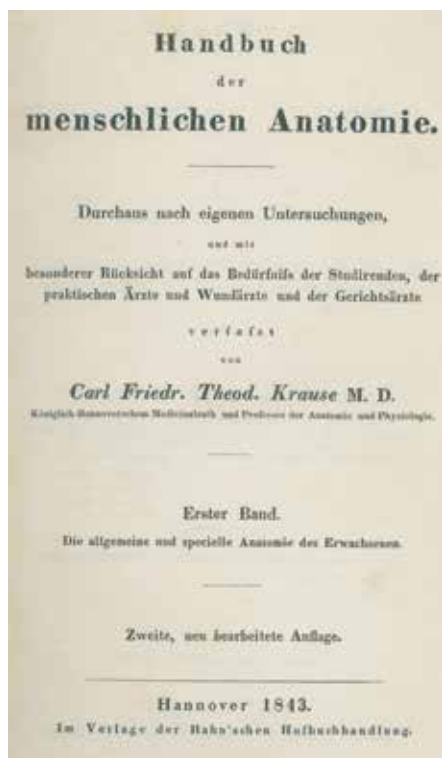 Handbuch
der
menschlichen Anatomie.
Durchaus nach eigenen Untersuchungen,
und mit
besonderer Rücksicht auf das Bedürfniſs der Studirenden, der
praktischen Ärzte und Wundärzte und der Gerichtsärzte
verfaſst
von
Carl Friedr. Theod. Krause M. D.
Königlich-Hannoverschem Medicinalrath und Professor der Anatomie und Physiologie.
Erster Band.
Die allgemeine und specielle Anatomie des Erwachsenen.
Zweite, neu bearbeitete Auflage.
Hannover 1843.
Im Verlage der Hahn'schen Hofbuchhandlung.